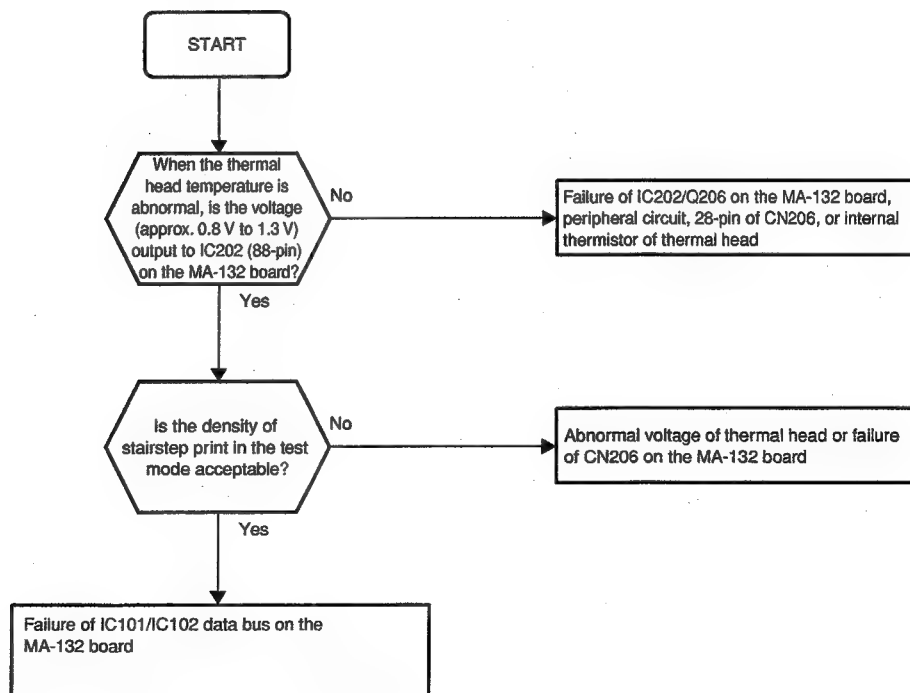 START
When the thermal
head temperature is
abnormal, is the voltage
(approx. 0.8 V to 1.3 V)
output to IC202 (88-pin)
on the MA-132 board?
No
Failure of IC202/Q206 on the MA-132 board,
peripheral circuit, 28-pin of CN206, or internal
thermistor of thermal head
Yes
Is the density of
stairstep print in the test
mode acceptable?
No
Abnormal voltage of thermal head or failure
of CN206 on the MA-132 board
Yes
Failure of IC101/IC102 data bus on the
MA-132 board